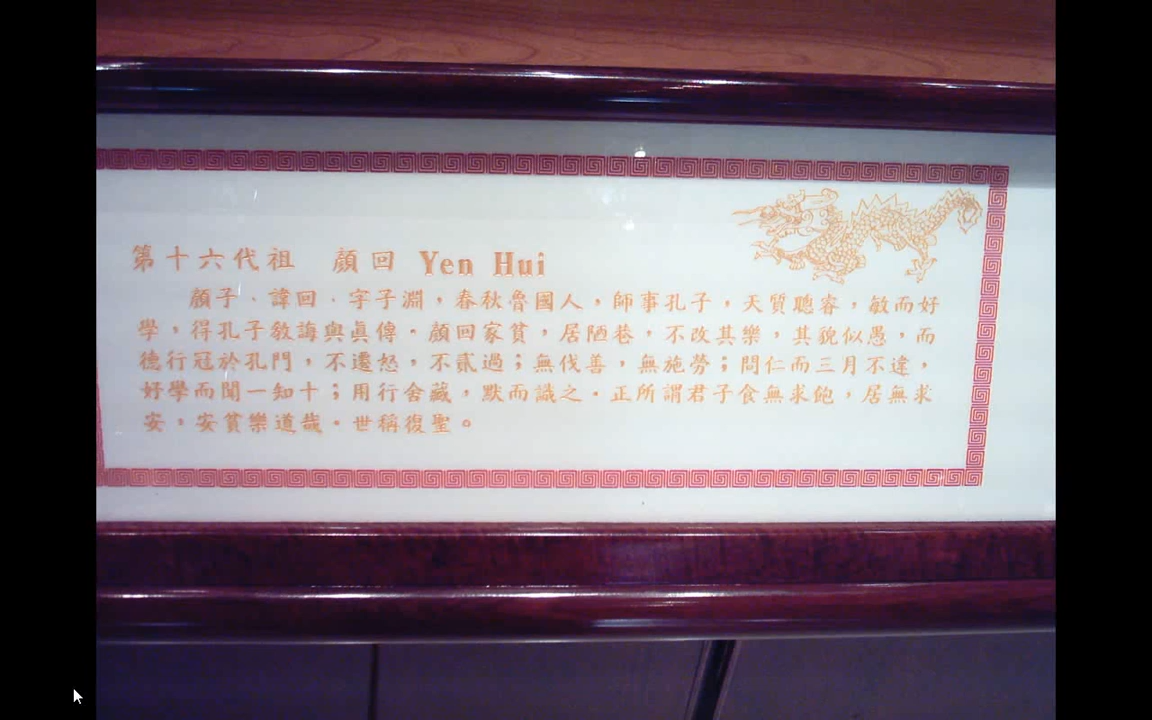 第十六代祖　顏回 Yen Hui
顏子．諱回．字子淵，春秋魯國人，師事孔子，天質聰睿，敏而好
學，得孔子敎誨與眞傳。顏回家貧，居陋巷，不改其樂，其貌似愚，而
德行冠於孔門，不遷怒，不貳過；無伐善，無施勞；問仁而三月不違，
好學而聞一知十；用行舍藏，默而識之。正所謂君子食無求飽，居無求
安，安貧樂道哉。世稱復聖。